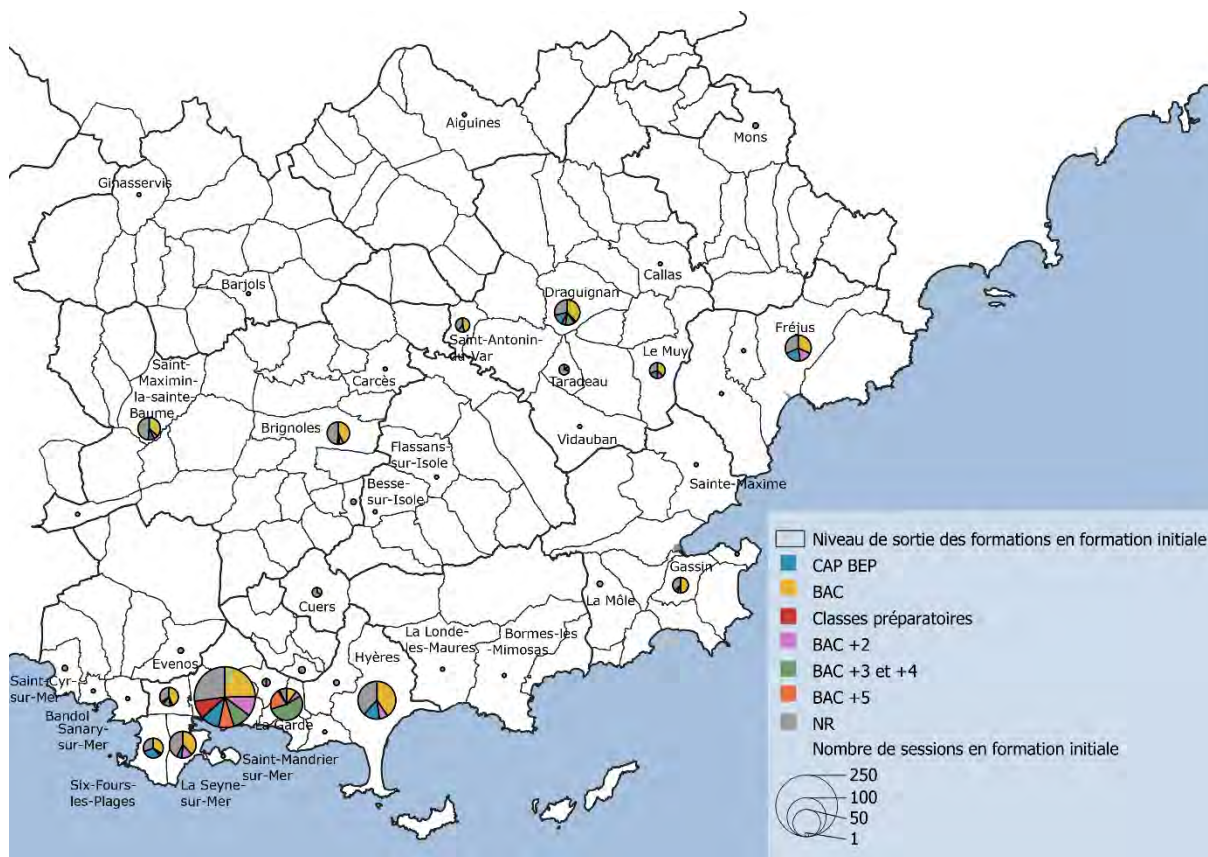 Aiguines
Mons
Ginasservis
Callas
Barjols
Draguignan
Fréjus
Saint-Antonin-
du-Var
Le Muy
Saint-
Maximin-
la-sainte-
Baume
Carcès
Taradeau
Brignoles
Vidauban
Flassans-
sur-Isole
Sainte-Maxime
Besse-
sur-Isole
Gassin
La Môle
Cuers
La Londe-
les-Maures
Bormes-les
-Mimosas
Hyères
Evenos
Saint-Cyr-
sur-Mer
Bandol
Sanary-
sur-Mer
La Garde
Saint-Mandrier
sur-Mer
Six-Fours-
les-Plages
La Seyne-
sur-Mer
Niveau de sortie des formations en formation initiale
CAP BEP
BAC
Classes préparatoires
BAC +2
BAC +3 et +4
BAC +5
NR
Nombre de sessions en formation initiale
250
100
50
1